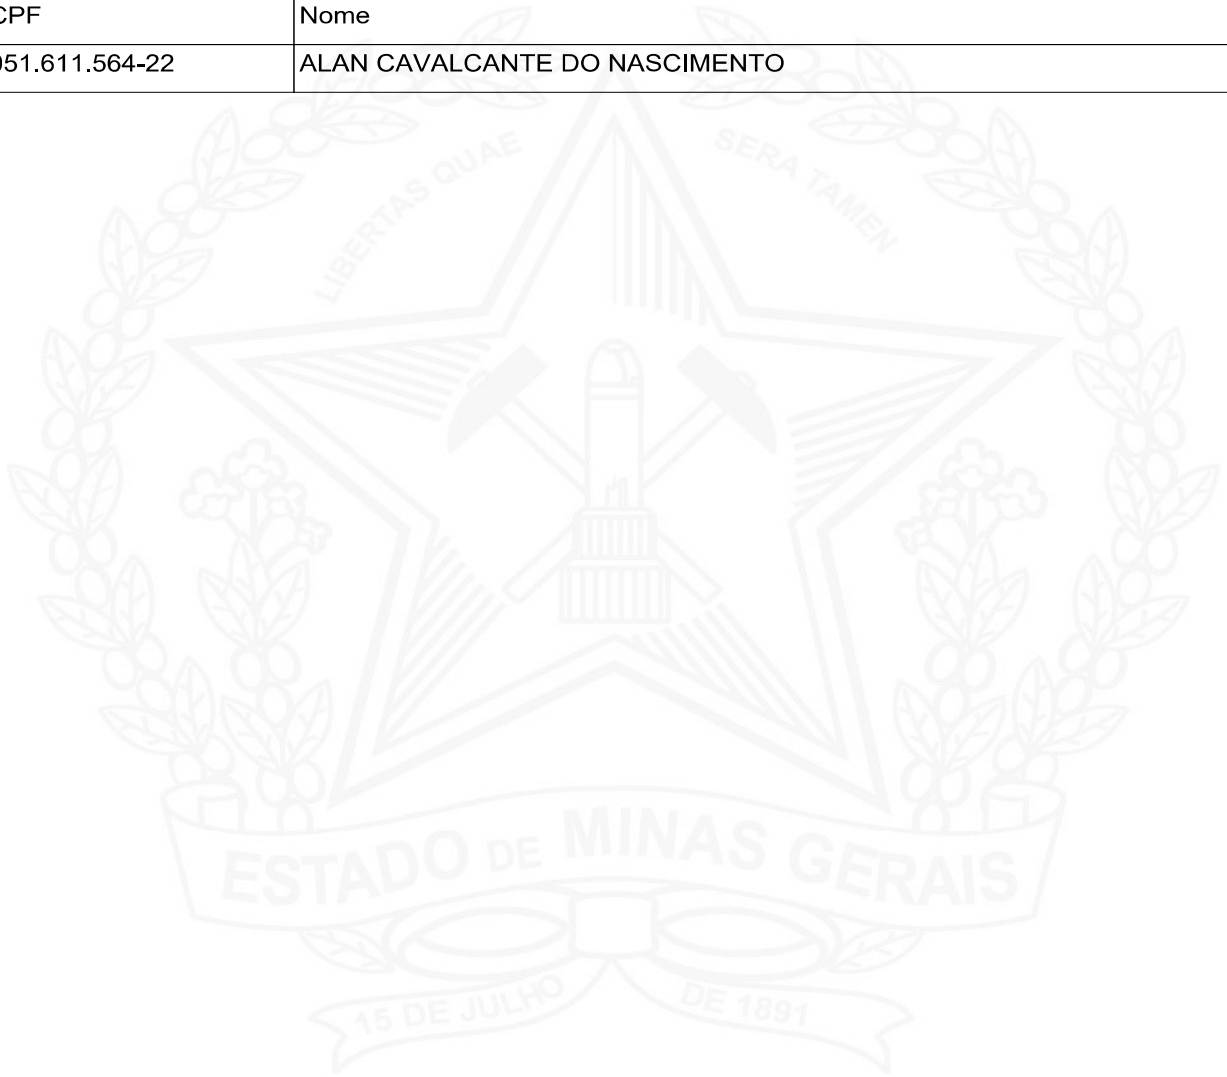 CPF Nome
051.611.564-22 ALAN CAVALCANTE DO NASCIMENTO
LIBERTAS QUAE SERA TAMEN
ESTADO DE MINAS GERAIS
15 DE JULHO DE 1891